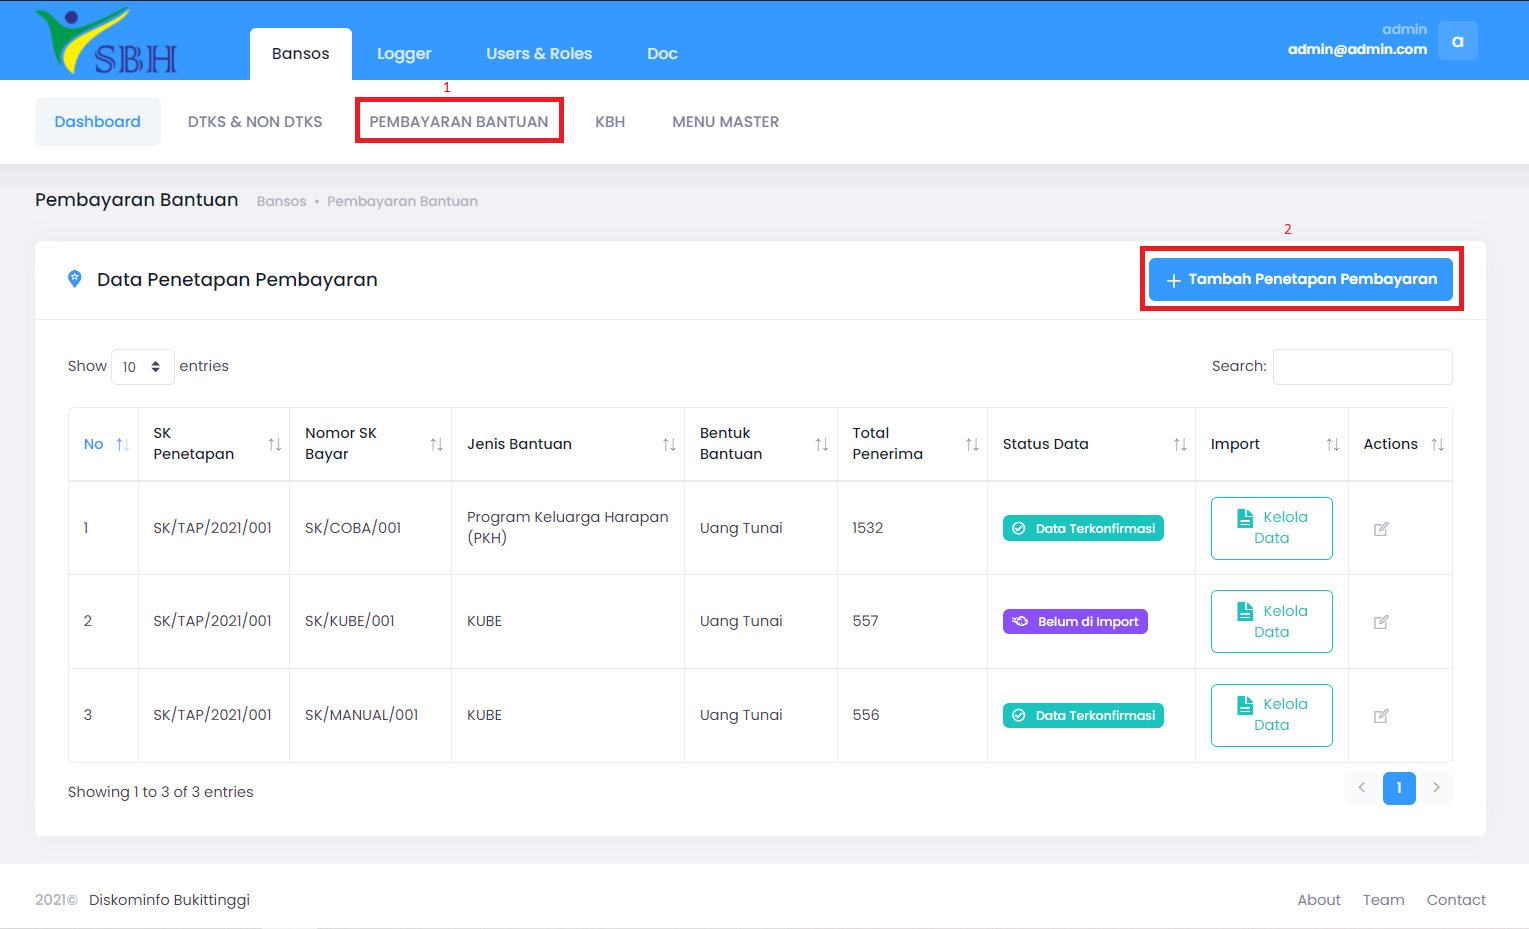 SBH
Bansos
Logger
Users & Roles
Doc
admin
admin@admin.com
a
1
Dashboard
DTKS & NON DTKS
PEMBAYARAN BANTUAN
KBH
MENU MASTER
Pembayaran Bantuan
Bansos • Pembayaran Bantuan
2
Data Penetapan Pembayaran
+ Tambah Penetapan Pembayaran
Show 10 entries
Search:
No
SK
Penetapan
Nomor SK
Bayar
Jenis Bantuan
Bentuk
Bantuan
Total
Penerima
Status Data
Import
Actions
1
SK/TAP/2021/001
SK/COBA/001
Program Keluarga Harapan
(PKH)
Uang Tunai
1532
Data Terkonfirmasi
Kelola
Data
2
SK/TAP/2021/001
SK/KUBE/001
KUBE
Uang Tunai
557
Belum di Import
Kelola
Data
3
SK/TAP/2021/001
SK/MANUAL/001
KUBE
Uang Tunai
556
Data Terkonfirmasi
Kelola
Data
Showing 1 to 3 of 3 entries
1
2021© Diskominfo Bukittinggi
About
Team
Contact